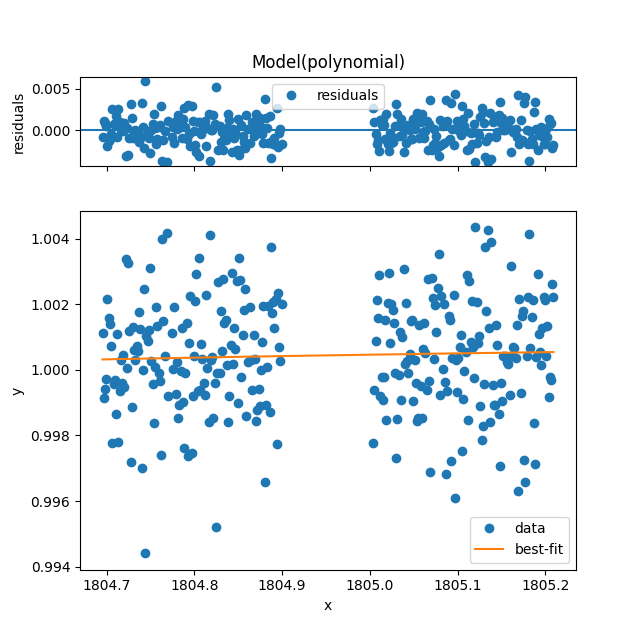 Model(polynomial)
0.005
0.000
residuals
residuals
1.004
1.002
1.000
0.998
0.996
0.994
y
data
best-fit
1804.7 1804.8 1804.9 1805.0 1805.1 1805.2
x